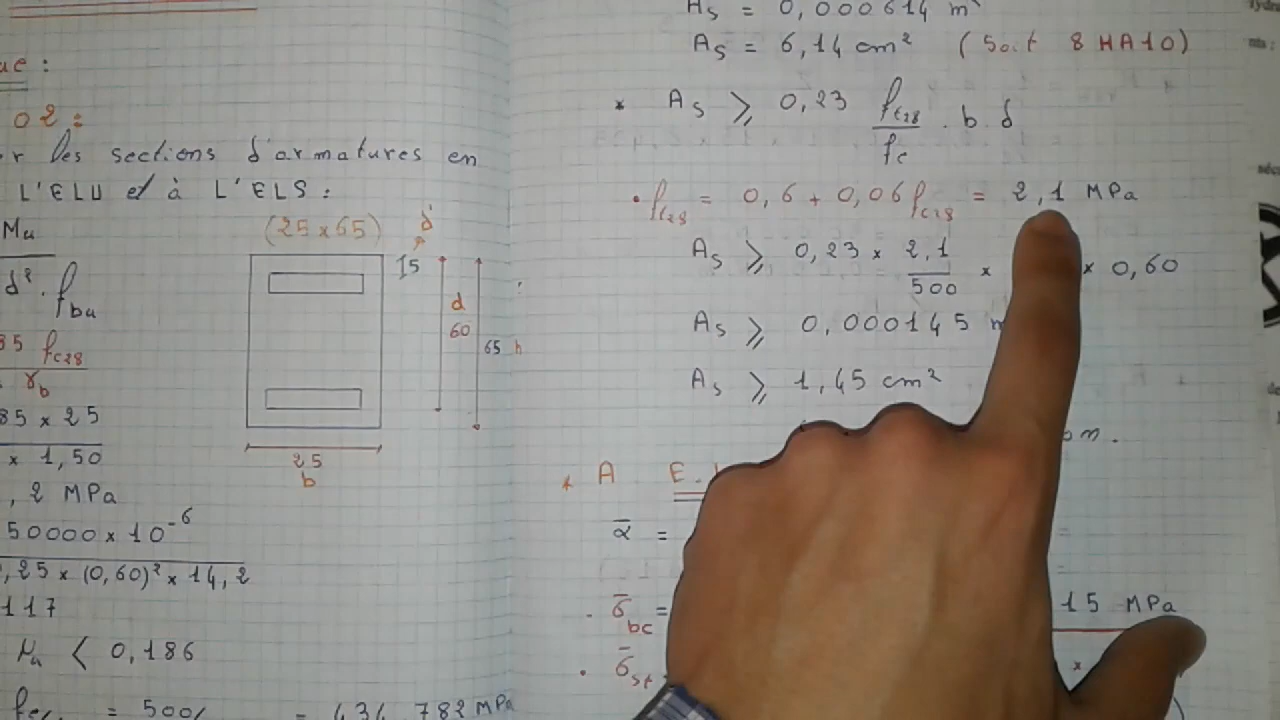 02 :
r les sections d'armatures en
L'ELU et à L'ELS :
Mu
d². fbu
35 fc28
γb
85 x 25
x 1,50
, 2 MPa
50000 x 10⁻⁶
,25 x (0,60)² x 14,2
117
μu < 0,186
= 500/ = 434,782 MPa
(25 x 65)
d'
5
d
60
65 h
25
b
As = 0,000614 m²
As = 6,14 cm² (Soit 8 HA10)
* As ⩾ 0,23 ft28/fe . b d
. ft28 = 0,6 + 0,06 fc28 = 2,1 MPa
As ⩾ 0,23 x 2,1/500 x x 0,60
As ⩾ 0,000145
As ⩾ 1,45 cm²
* A E.
ᾱ =
. σ̄bc = 15 MPa
. σ̄st x